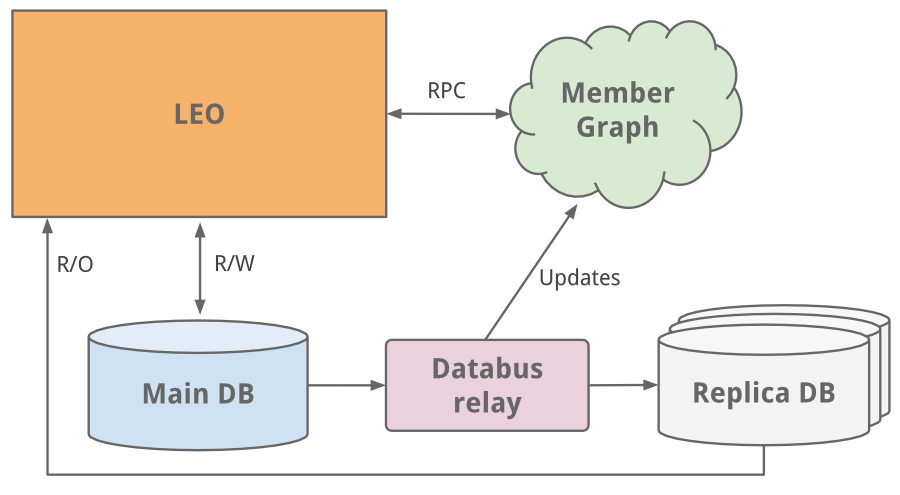 LEO
RPC
Member
Graph
R/O
R/W
Updates
Main DB
Databus
relay
Replica DB